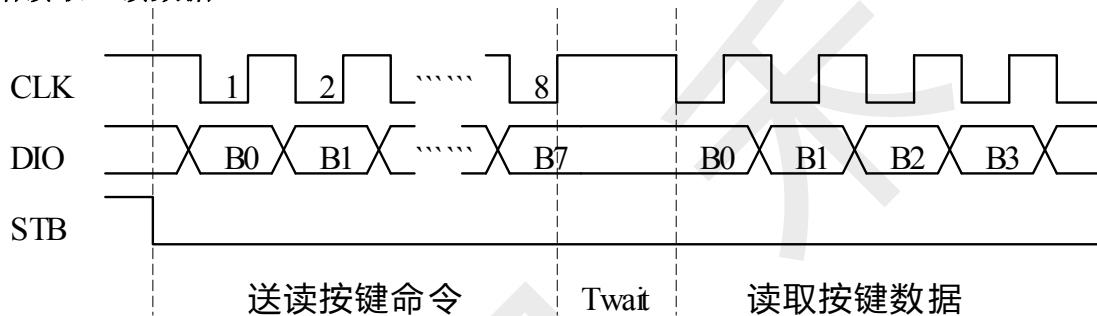 CLK 1 2 ...... 8
DIO B0 B1 ...... B7 B0 B1 B2 B3
STB
送读按键命令 Twait 读取按键数据